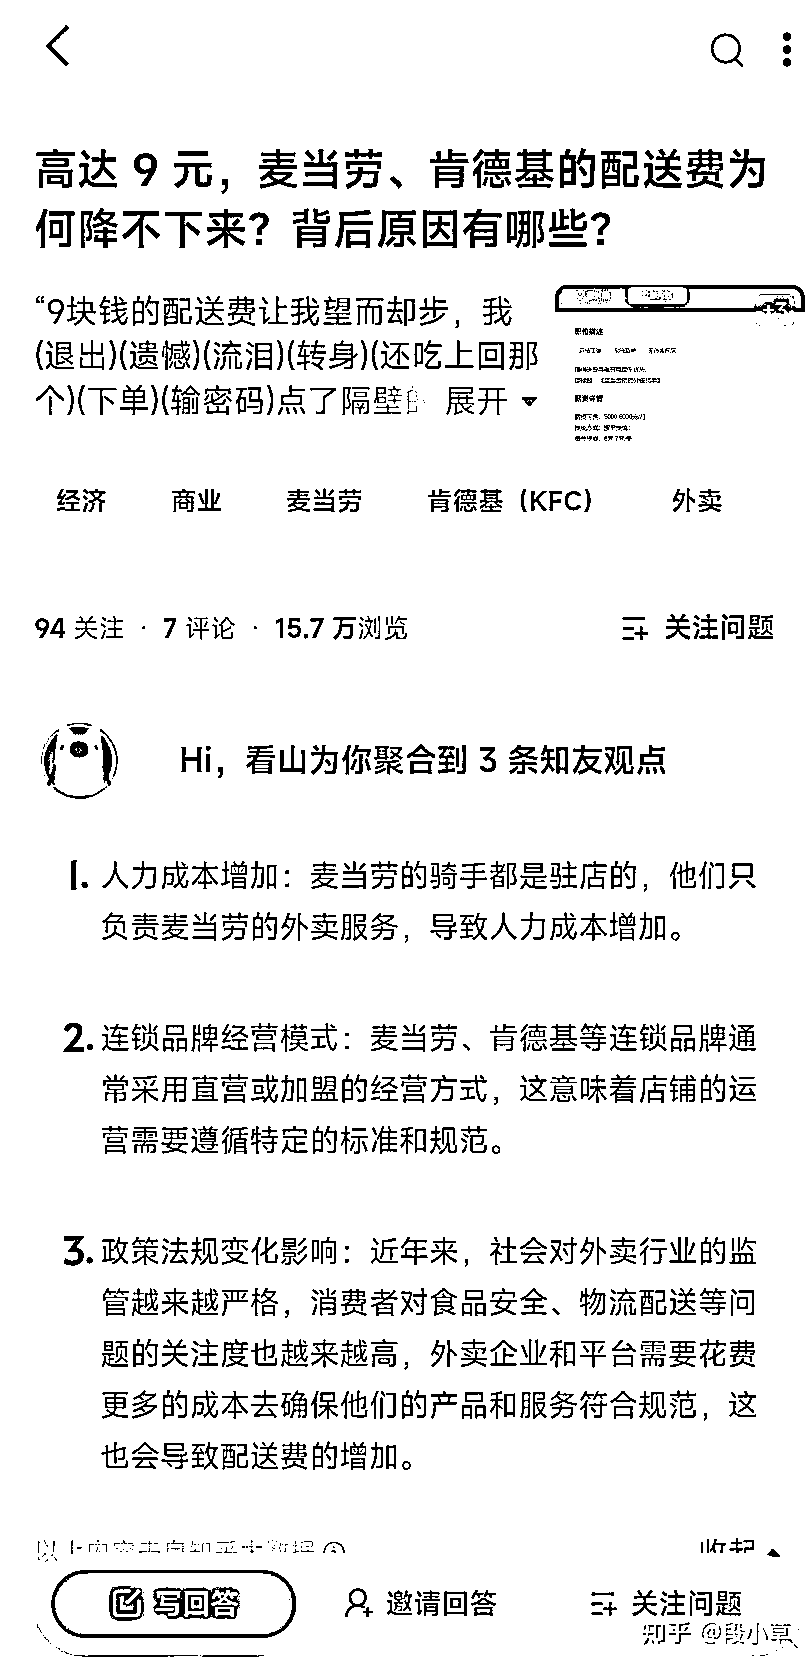 高达 9 元，麦当劳、肯德基的配送费为
何降不下来？背后原因有哪些？
“9块钱的配送费让我望而却步，我
(退出)(遗憾)(流泪)(转身)(还吃上回那
个)(下单)(输密码)点了隔壁的 展开
+3
职位描述
薪资详情
经济 商业 麦当劳 肯德基（KFC） 外卖
94 关注 · 7 评论 · 15.7 万浏览 关注问题
Hi，看山为你聚合到 3 条知友观点
1. 人力成本增加：麦当劳的骑手都是驻店的，他们只
负责麦当劳的外卖服务，导致人力成本增加。
2. 连锁品牌经营模式：麦当劳、肯德基等连锁品牌通
常采用直营或加盟的经营方式，这意味着店铺的运
营需要遵循特定的标准和规范。
3. 政策法规变化影响：近年来，社会对外卖行业的监
管越来越严格，消费者对食品安全、物流配送等问
题的关注度也越来越高，外卖企业和平台需要花费
更多的成本去确保他们的产品和服务符合规范，这
也会导致配送费的增加。
收起
写回答 邀请回答 关注问题
知乎 @段小草